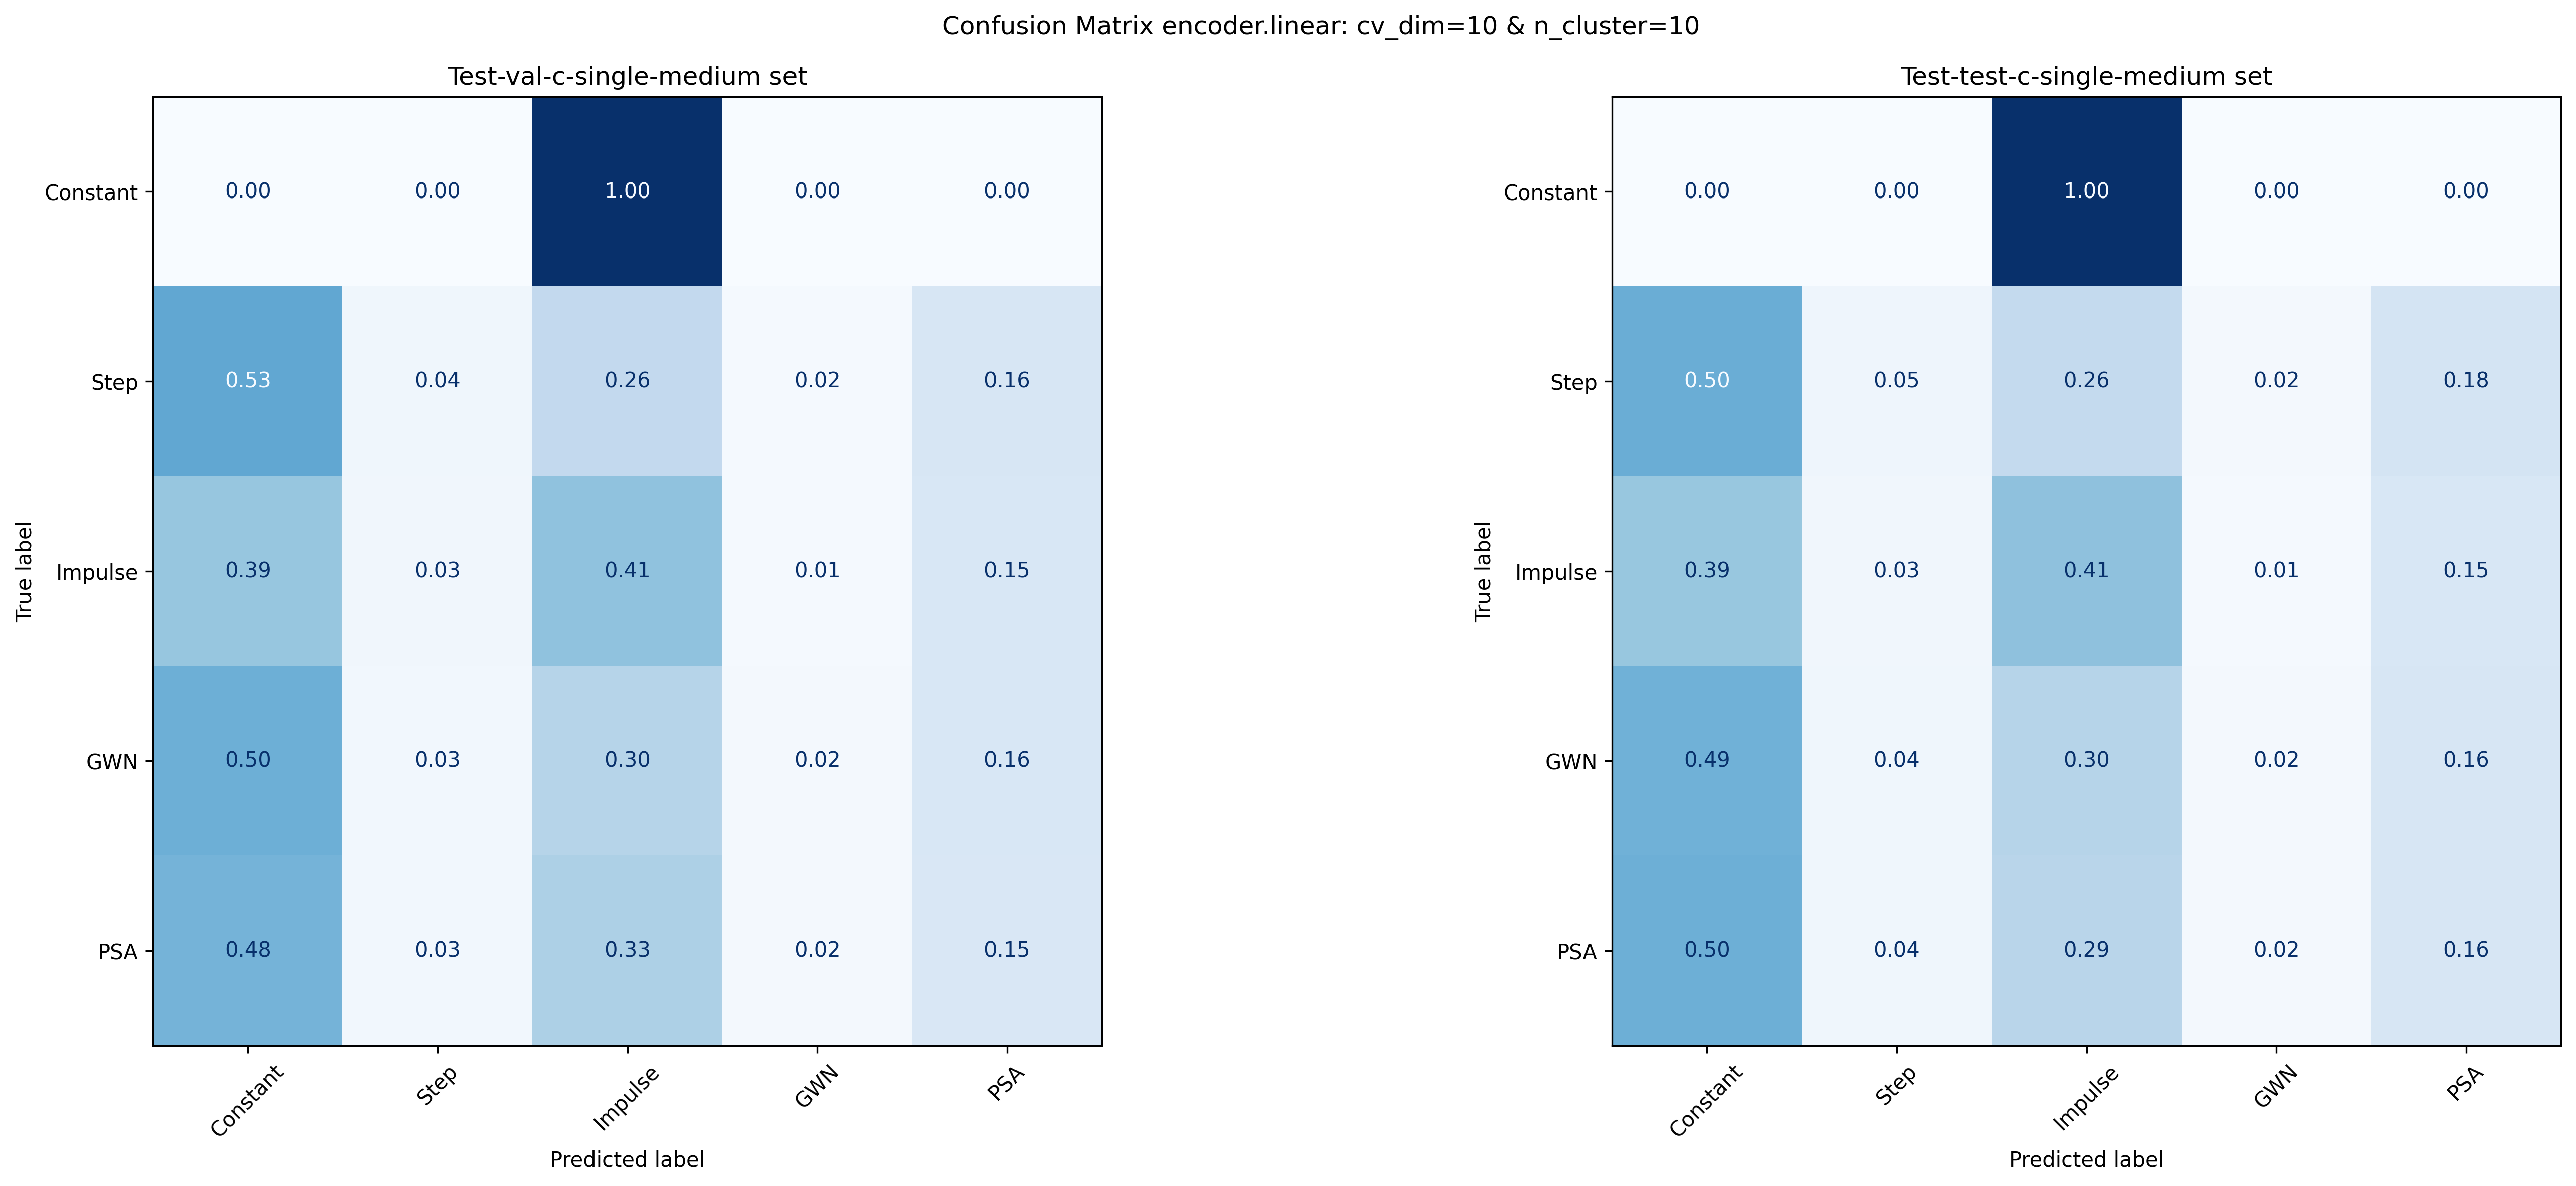 Confusion Matrix encoder.linear: cv_dim=10 & n_cluster=10
Test-val-c-single-medium set
True label
Constant 0.00 0.00 1.00 0.00 0.00
Step 0.53 0.04 0.26 0.02 0.16
Impulse 0.39 0.03 0.41 0.01 0.15
GWN 0.50 0.03 0.30 0.02 0.16
PSA 0.48 0.03 0.33 0.02 0.15
Constant Step Impulse GWN PSA
Predicted label
Test-test-c-single-medium set
True label
Constant 0.00 0.00 1.00 0.00 0.00
Step 0.50 0.05 0.26 0.02 0.18
Impulse 0.39 0.03 0.41 0.01 0.15
GWN 0.49 0.04 0.30 0.02 0.16
PSA 0.50 0.04 0.29 0.02 0.16
Constant Step Impulse GWN PSA
Predicted label